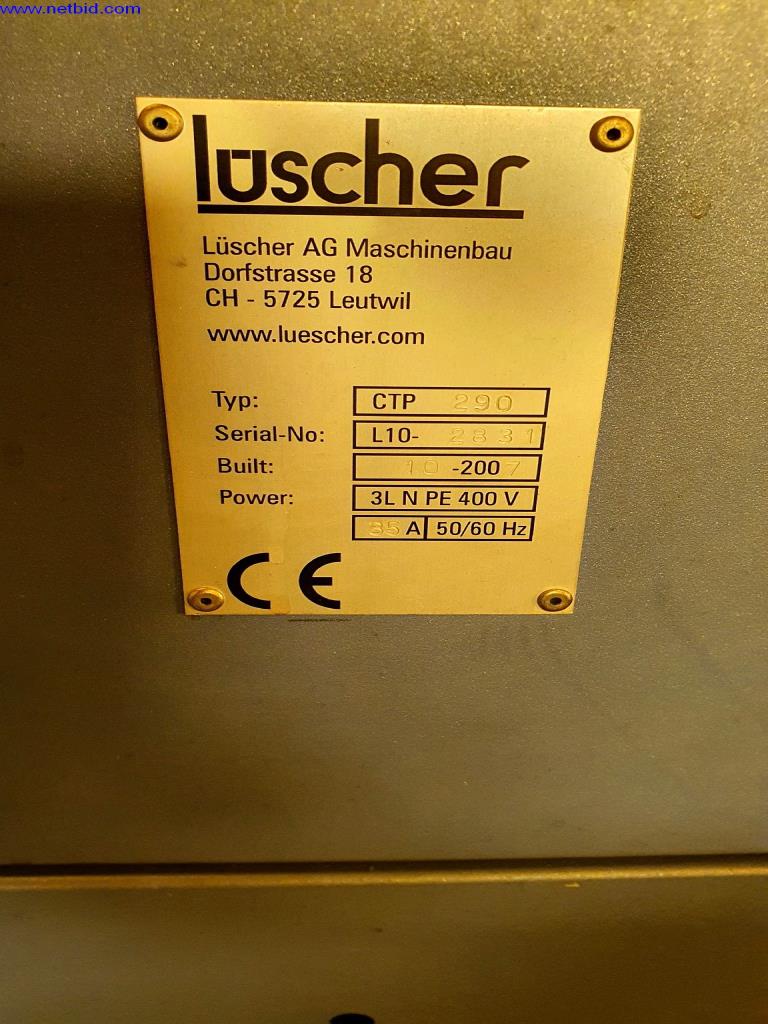 www.netbid.com
lüscher
Lüscher AG Maschinenbau
Dorfstrasse 18
CH - 5725 Leutwil
www.luescher.com
Typ: CTP 290
Serial-No: L10- 2831
Built: 10 -2007
Power: 3L N PE 400 V
35 A 50/60 Hz
CE